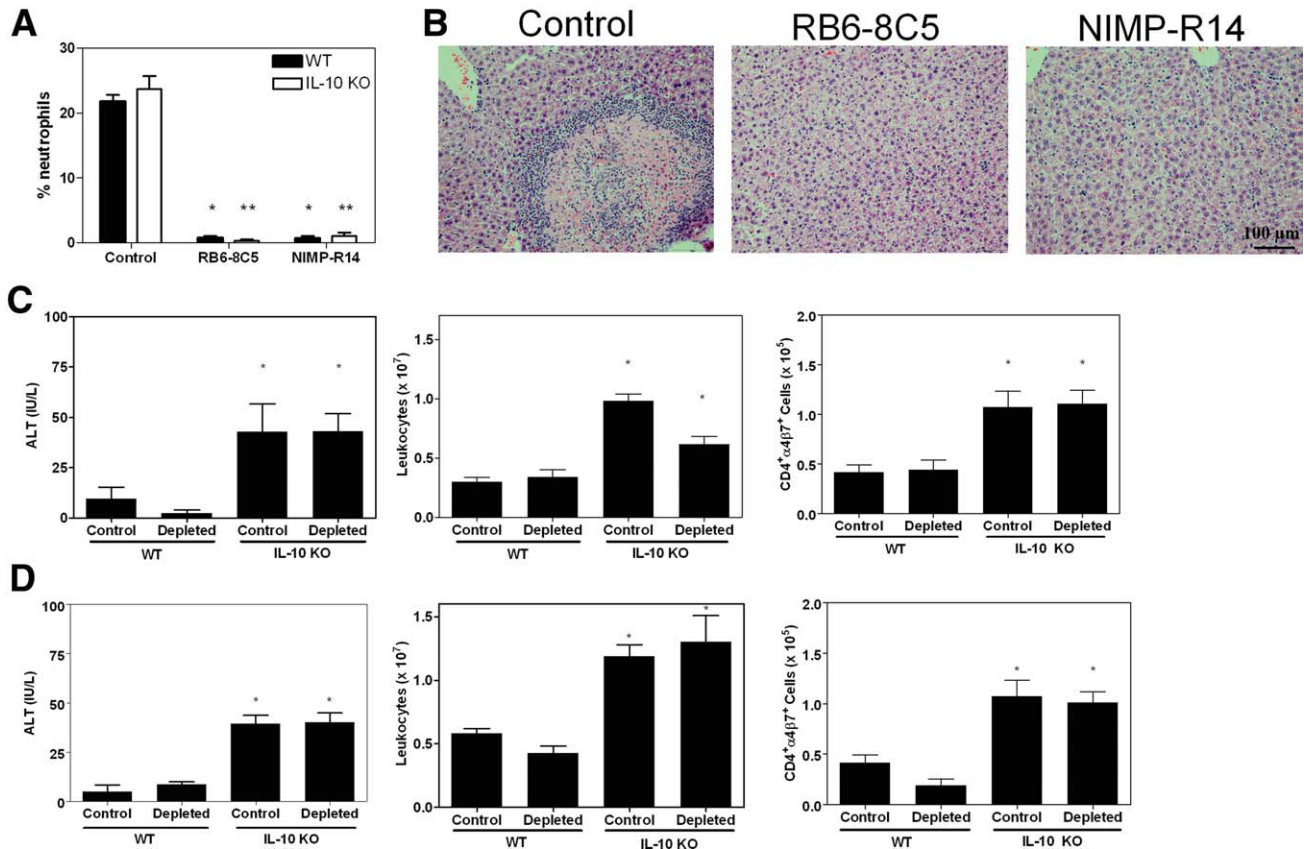 A
30
20
10
0
% neutrophils
WT
IL-10 KO
*
**
*
**
Control
RB6-8C5
NIMP-R14
B
Control
RB6-8C5
NIMP-R14
100 µm
C
100
75
50
25
0
ALT (IU/L)
*
*
Control
Depleted
Control
Depleted
WT
IL-10 KO
1.5
1.0
0.5
0.0
Leukocytes (x 10⁷)
*
*
Control
Depleted
Control
Depleted
WT
IL-10 KO
2.0
1.5
1.0
0.5
0.0
CD4⁺α4β7⁺ Cells (x 10⁵)
*
*
Control
Depleted
Control
Depleted
WT
IL-10 KO
D
100
75
50
25
0
ALT (IU/L)
*
*
Control
Depleted
Control
Depleted
WT
IL-10 KO
1.5
1.0
0.5
0.0
Leukocytes (x 10⁷)
*
*
Control
Depleted
Control
Depleted
WT
IL-10 KO
2.0
1.5
1.0
0.5
0.0
CD4⁺α4β7⁺ Cells (x 10⁵)
*
*
Control
Depleted
Control
Depleted
WT
IL-10 KO